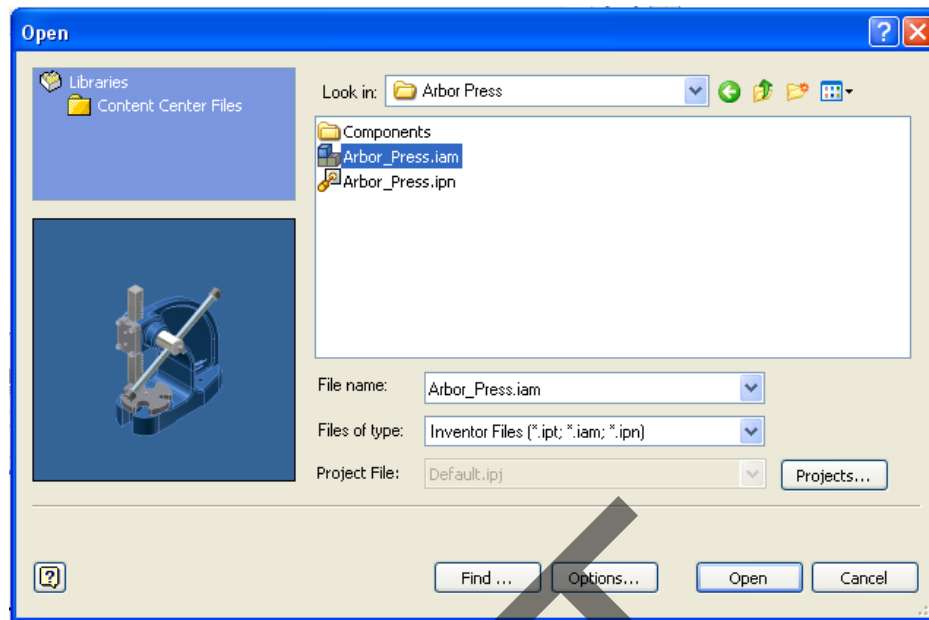 Open
Libraries
Content Center Files
Look in: Arbor Press
Components
Arbor_Press.iam
Arbor_Press.ipn
File name: Arbor_Press.iam
Files of type: Inventor Files (*.ipt; *.iam; *.ipn)
Project File: Default.ipj Projects...
Find ... Options... Open Cancel